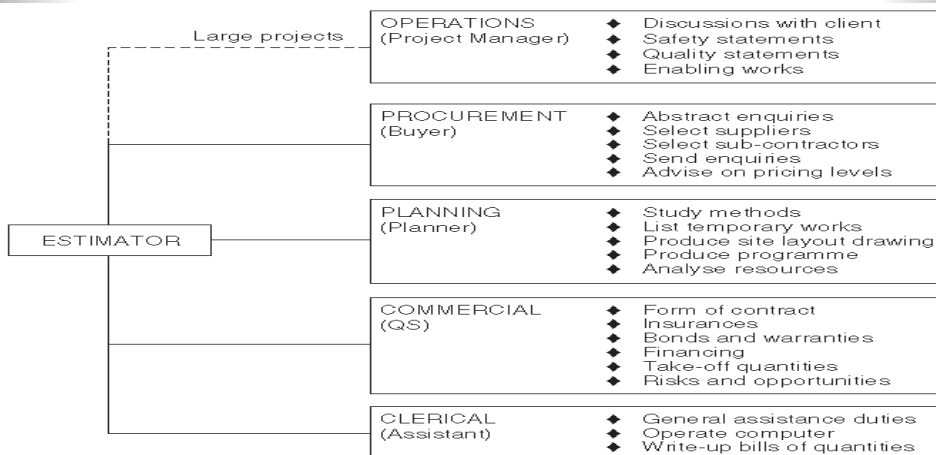 Large projects
OPERATIONS
(Project Manager)
◆ Discussions with client
◆ Safety statements
◆ Quality statements
◆ Enabling works
PROCUREMENT
(Buyer)
◆ Abstract enquiries
◆ Select suppliers
◆ Select sub-contractors
◆ Send enquiries
◆ Advise on pricing levels
ESTIMATOR
PLANNING
(Planner)
◆ Study methods
◆ List temporary works
◆ Produce site layout drawing
◆ Produce programme
◆ Analyse resources
COMMERCIAL
(QS)
◆ Form of contract
◆ Insurances
◆ Bonds and warranties
◆ Financing
◆ Take-off quantities
◆ Risks and opportunities
CLERICAL
(Assistant)
◆ General assistance duties
◆ Operate computer
◆ Write-up bills of quantities